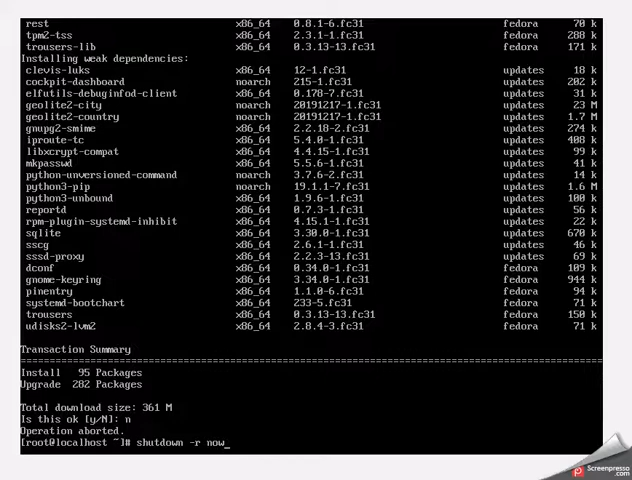 rest x86_64 0.8.1-6.fc31 fedora 70 k
tpm2-tss x86_64 2.3.1-1.fc31 fedora 288 k
trousers-lib x86_64 0.3.13-13.fc31 fedora 171 k
Installing weak dependencies:
clevis-luks x86_64 12-1.fc31 updates 18 k
cockpit-dashboard noarch 215-1.fc31 updates 202 k
elfutils-debuginfod-client x86_64 0.178-7.fc31 updates 31 k
geolite2-city noarch 20191217-1.fc31 updates 23 M
geolite2-country noarch 20191217-1.fc31 updates 1.7 M
gnupg2-smime x86_64 2.2.18-2.fc31 updates 274 k
iproute-tc x86_64 5.4.0-1.fc31 updates 408 k
libxcrypt-compat x86_64 4.4.15-1.fc31 updates 99 k
mkpasswd x86_64 5.5.6-1.fc31 updates 41 k
python-unversioned-command noarch 3.7.6-2.fc31 updates 14 k
python3-pip noarch 19.1.1-7.fc31 updates 1.6 M
python3-unbound x86_64 1.9.6-1.fc31 updates 100 k
reportd x86_64 0.7.3-1.fc31 updates 56 k
rpm-plugin-systemd-inhibit x86_64 4.15.1-1.fc31 updates 22 k
sqlite x86_64 3.30.0-1.fc31 updates 670 k
sscg x86_64 2.6.1-1.fc31 updates 46 k
sssd-proxy x86_64 2.2.3-13.fc31 updates 69 k
dconf x86_64 0.34.0-1.fc31 fedora 109 k
gnome-keyring x86_64 3.34.0-1.fc31 fedora 944 k
pinentry x86_64 1.1.0-6.fc31 fedora 94 k
systemd-bootchart x86_64 233-5.fc31 fedora 71 k
trousers x86_64 0.3.13-13.fc31 fedora 150 k
udisks2-lvm2 x86_64 2.8.4-3.fc31 fedora 71 k
Transaction Summary
================================================================================
Install 95 Packages
Upgrade 282 Packages
Total download size: 361 M
Is this ok [y/N]: n
Operation aborted.
[root@localhost ~]# shutdown -r now_
Screenpresso
.com